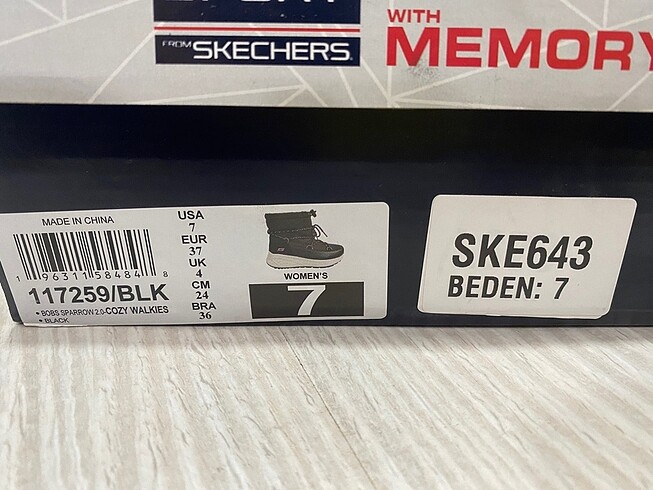 SPORT
FROM SKECHERS
WITH
MEMORY
MADE IN CHINA
1 96311 58484 8
117259/BLK
• BOBS SPARROW 2.0-COZY WALKIES
• BLACK
USA
7
EUR
37
UK
4
CM
24
BRA
36
WOMEN'S
7
SKE643
BEDEN: 7